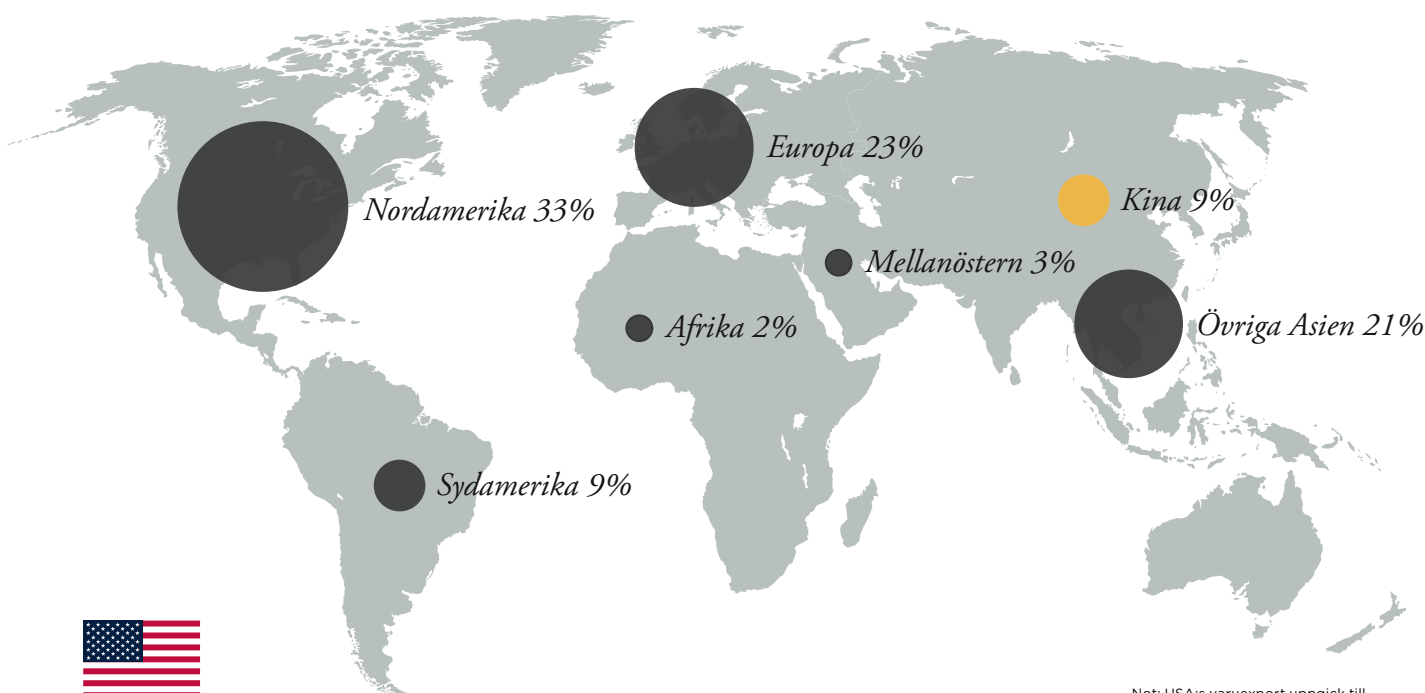 Europa 23%
Kina 9%
Nordamerika 33%
Mellanöstern 3%
Afrika 2%
Övriga Asien 21%
Sydamerika 9%
Not: USA:s varuexport uppgick till